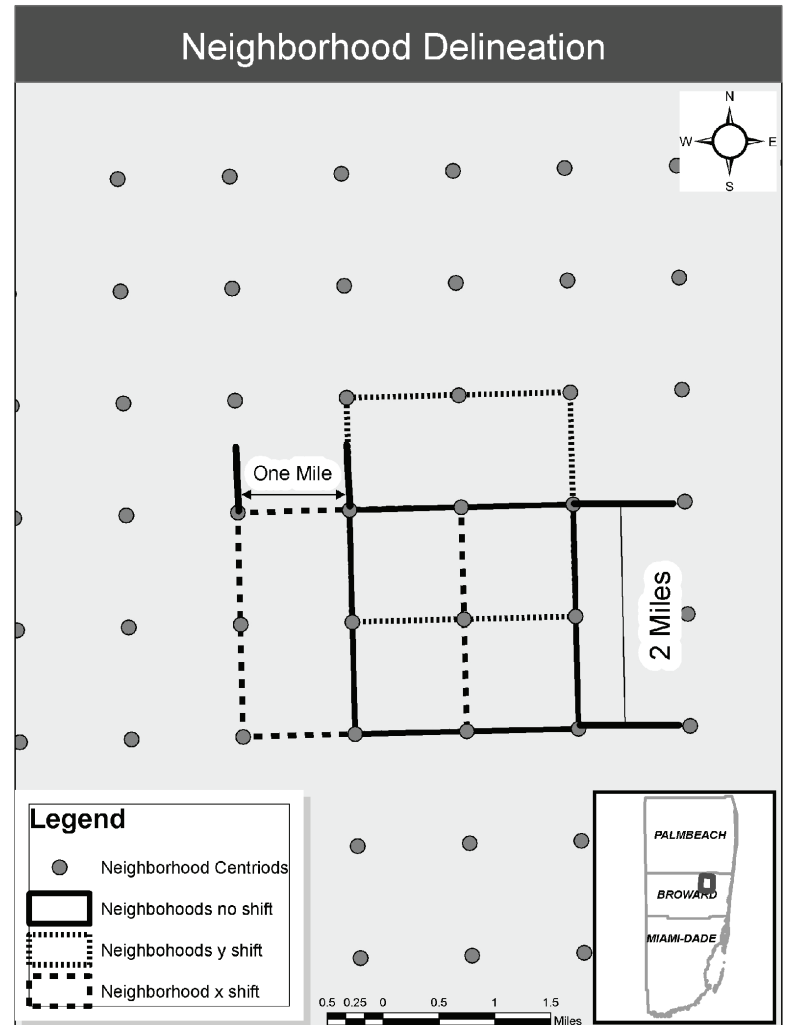 Neighborhood Delineation
N
W E
S
One Mile
2 Miles
Legend
Neighborhood Centriods
Neighbohoods no shift
Neighbohoods y shift
Neighborhood x shift
PALMBEACH
BROWARD
MIAMI-DADE
0.5 0.25 0 0.5 1 1.5
Miles